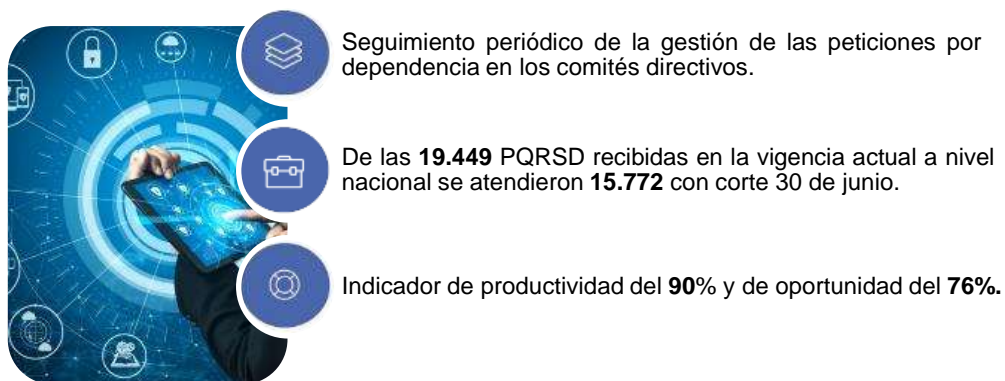 Seguimiento periódico de la gestión de las peticiones por
dependencia en los comités directivos.
De las 19.449 PQRSD recibidas en la vigencia actual a nivel
nacional se atendieron 15.772 con corte 30 de junio.
Indicador de productividad del 90% y de oportunidad del 76%.